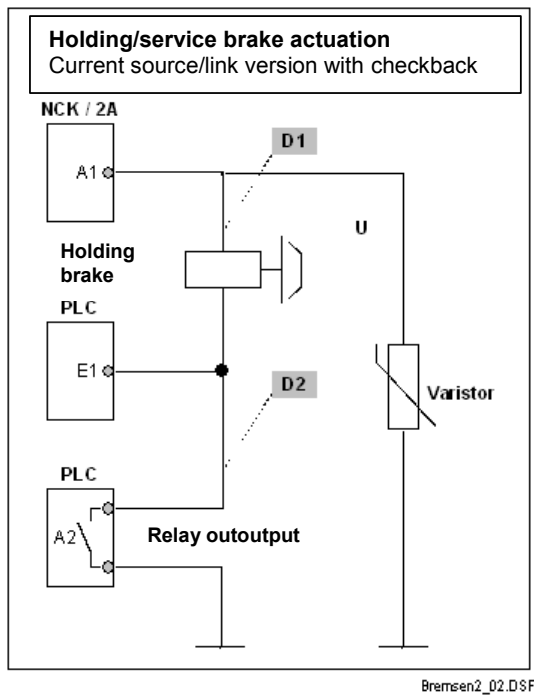 Holding/service brake actuation
Current source/link version with checkback
NCK / 2A
D1
A1
U
Holding
brake
PLC
E1
D2
Varistor
PLC
A2
Relay outoutput
Bremsen2_02.DSF